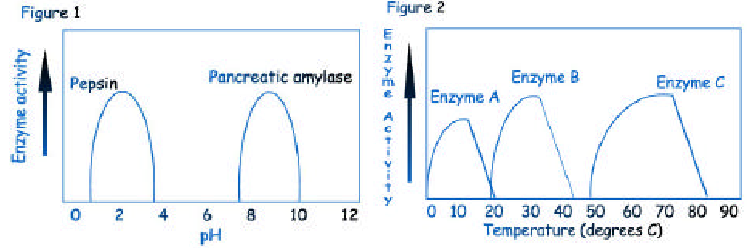 Figure 1
Enzyme activity
Pepsin
Pancreatic amylase
0 2 4 6 8 10 12
pH
Figure 2
Enzyme Activity
Enzyme A
Enzyme B
Enzyme C
0 10 20 30 40 50 60 70 80 90
Temperature (degrees C)